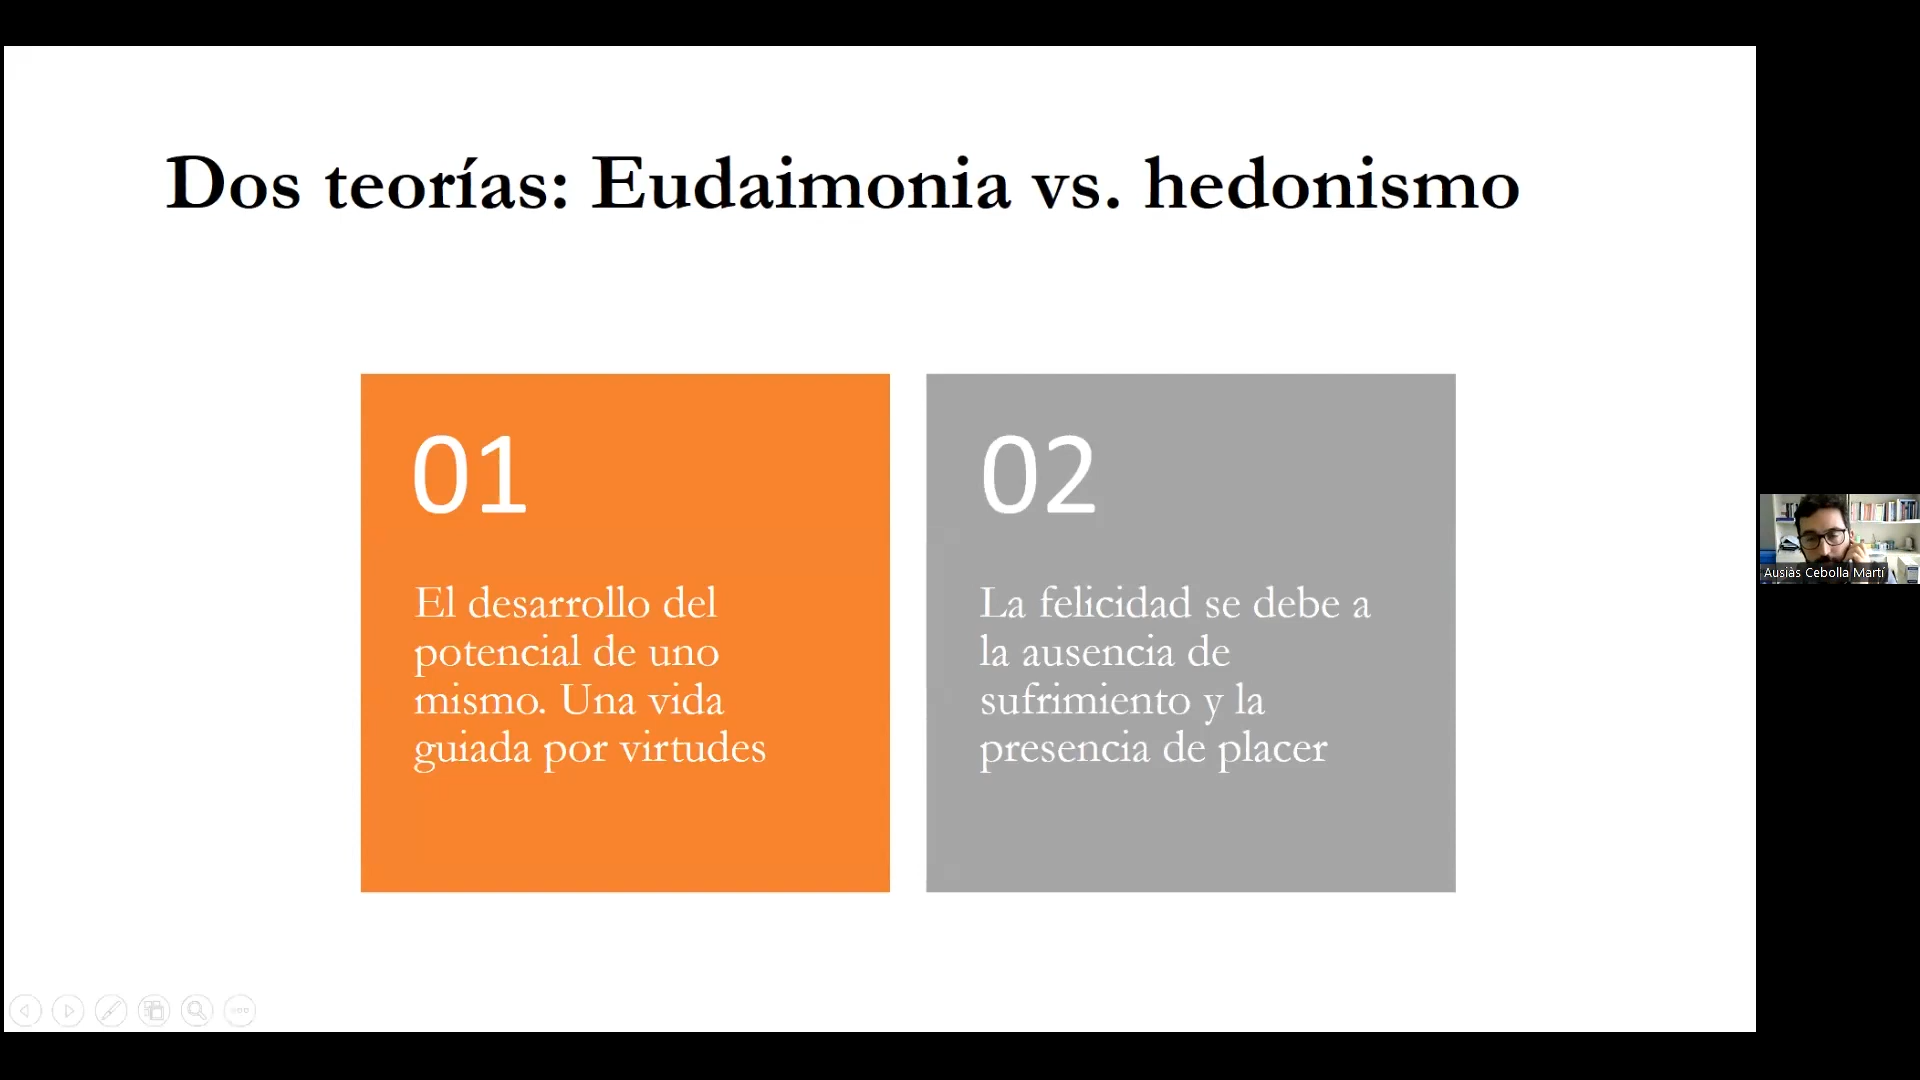 Dos teorías: Eudaimonia vs. hedonismo
01
El desarrollo del
potencial de uno
mismo. Una vida
guiada por virtudes
02
La felicidad se debe a
la ausencia de
sufrimiento y la
presencia de placer
Ausiàs Cebolla Martí